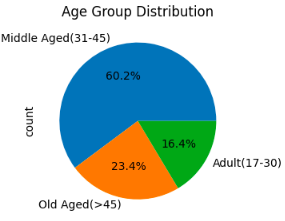 Age Group Distribution
Middle Aged(31-45)
60.2%
count
16.4%
Adult(17-30)
23.4%
Old Aged(>45)